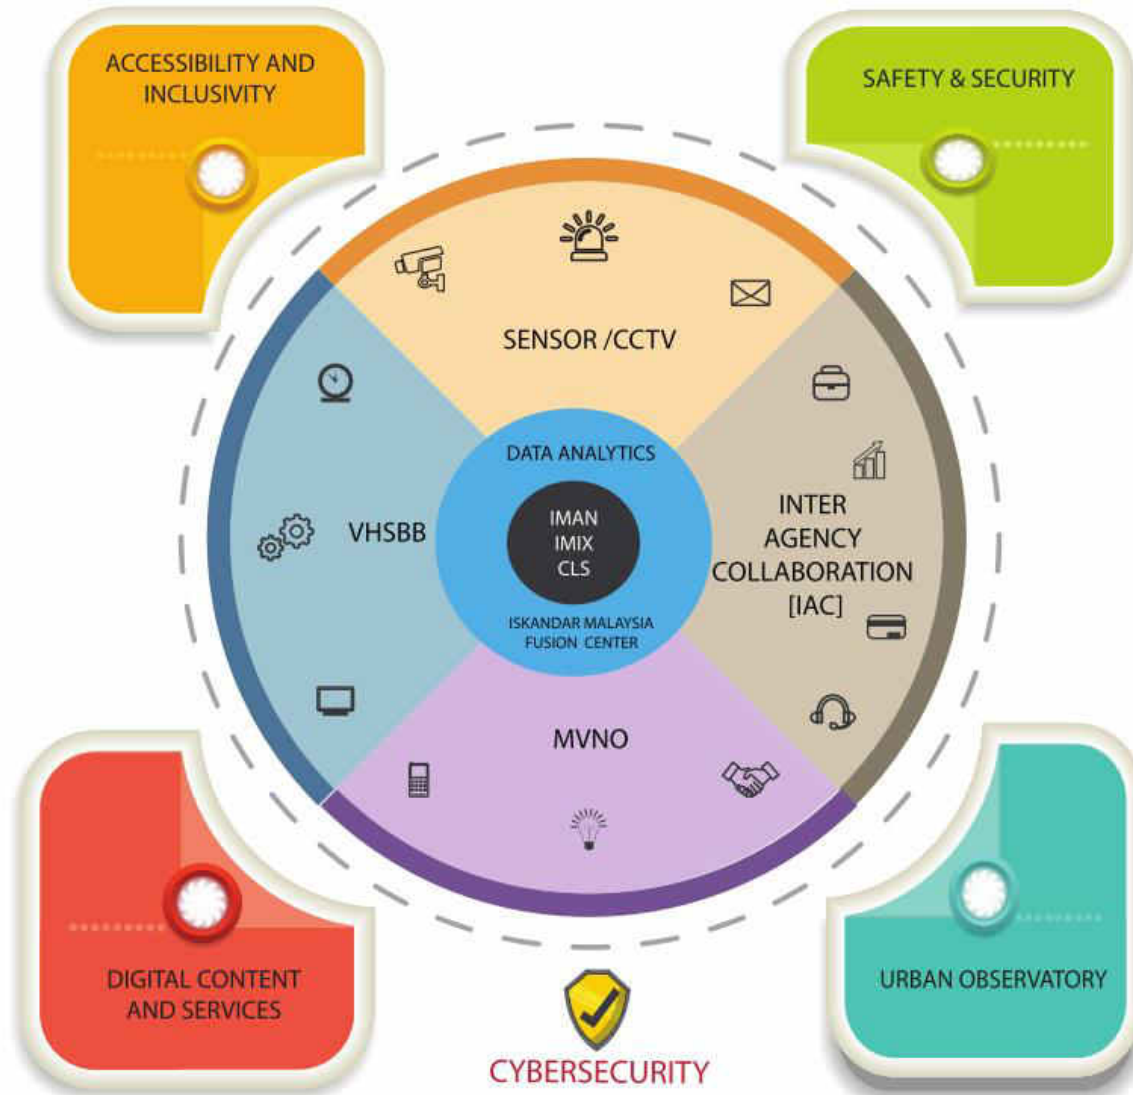 ACCESSIBILITY AND
INCLUSIVITY
SAFETY & SECURITY
SENSOR /CCTV
DATA ANALYTICS
IMAN
IMIX
CLS
ISKANDAR MALAYSIA
FUSION CENTER
VHSBB
INTER
AGENCY
COLLABORATION
[IAC]
MVNO
DIGITAL CONTENT
AND SERVICES
URBAN OBSERVATORY
CYBERSECURITY